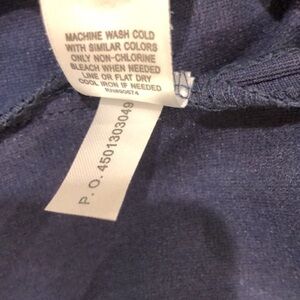 MACHINE WASH COLD
WITH SIMILAR COLORS
ONLY NON-CHLORINE
BLEACH WHEN NEEDED
LINE OR FLAT DRY
COOL IRON IF NEEDED
P.O. 4501303049